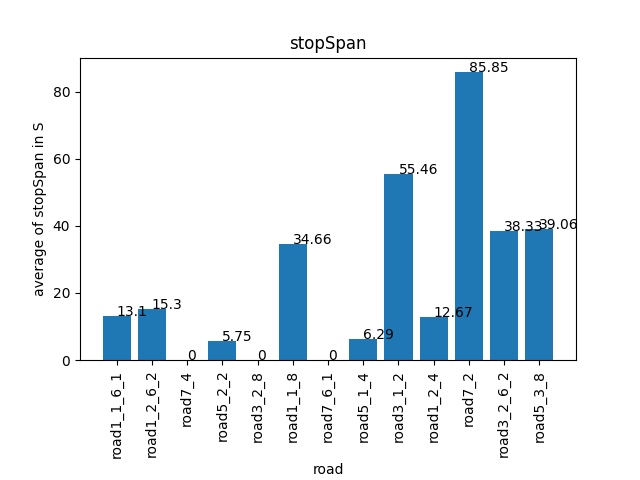 stopSpan
85.85
80
average of stopSpan in S
60
55.46
40
39.06
38.33
34.66
20
15.3
13.1
12.67
6.29
5.75
0
0
0
0
road1_1_6_1
road1_2_6_2
road7_4
road5_2_2
road3_2_8
road1_1_8
road7_6_1
road5_1_4
road3_1_2
road1_2_4
road7_2
road3_2_6_2
road5_3_8
road